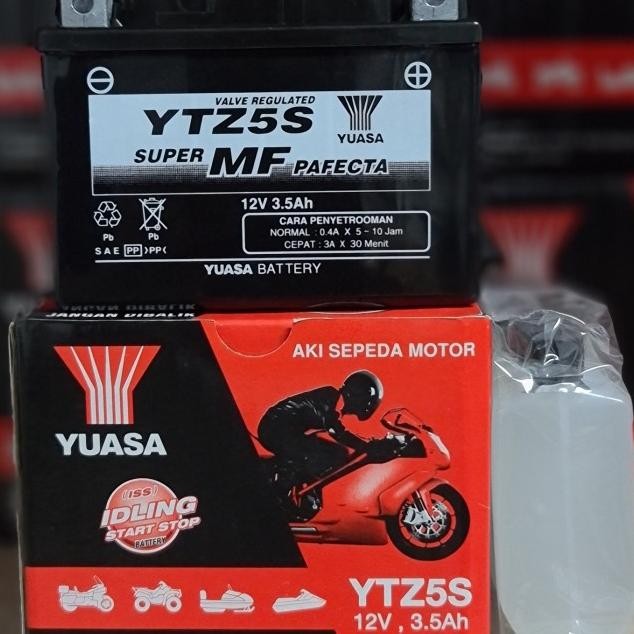 VALVE REGULATED
YTZ5S
YUASA
SUPER MF PAFECTA
12V 3.5Ah
CARA PENYETROOMAN
NORMAL : 0.4A X 5 ~ 10 Jam
CEPAT : 3A X 30 Menit
Pb Pb
SAE PP >PP<
YUASA BATTERY
JANGAN DIBALIK
AKI SEPEDA MOTOR
YUASA
ISS
IDLING
START STOP
BATTERY
YTZ5S
12V , 3.5Ah